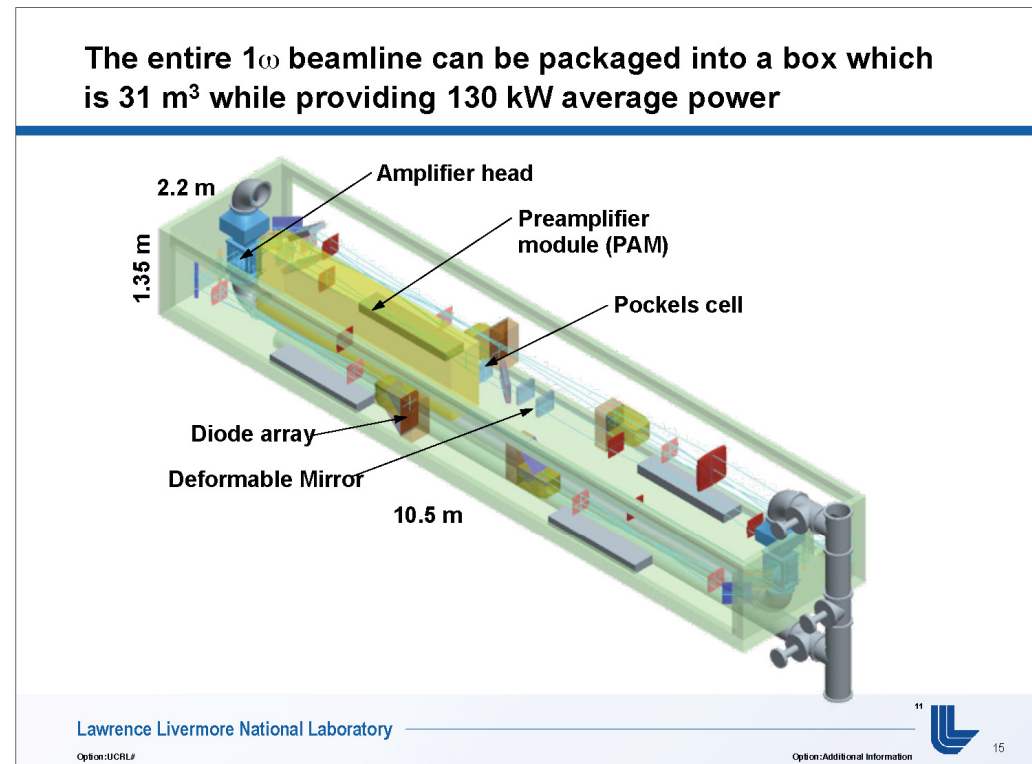 The entire 1ω beamline can be packaged into a box which
is 31 m³ while providing 130 kW average power
2.2 m
Amplifier head
Preamplifier
module (PAM)
1.35 m
Pockels cell
Diode array
Deformable Mirror
10.5 m
Lawrence Livermore National Laboratory
11
15
Option:UCRL#
Option:Additional Information